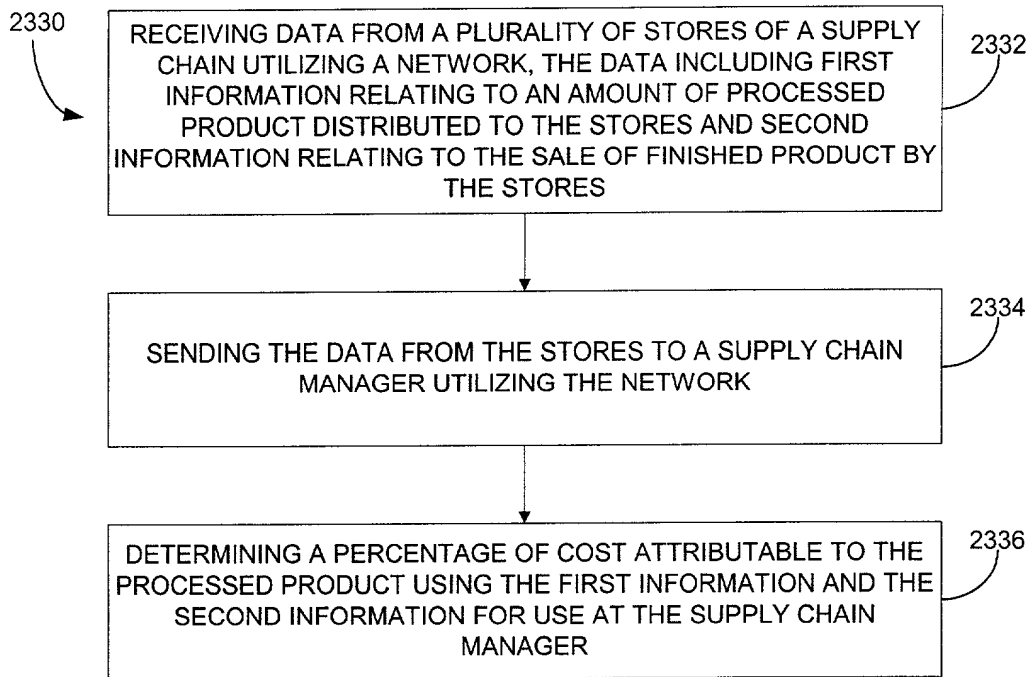 2330
RECEIVING DATA FROM A PLURALITY OF STORES OF A SUPPLY
CHAIN UTILIZING A NETWORK, THE DATA INCLUDING FIRST
INFORMATION RELATING TO AN AMOUNT OF PROCESSED
PRODUCT DISTRIBUTED TO THE STORES AND SECOND
INFORMATION RELATING TO THE SALE OF FINISHED PRODUCT BY
THE STORES
2332
SENDING THE DATA FROM THE STORES TO A SUPPLY CHAIN
MANAGER UTILIZING THE NETWORK
2334
DETERMINING A PERCENTAGE OF COST ATTRIBUTABLE TO THE
PROCESSED PRODUCT USING THE FIRST INFORMATION AND THE
SECOND INFORMATION FOR USE AT THE SUPPLY CHAIN
MANAGER
2336